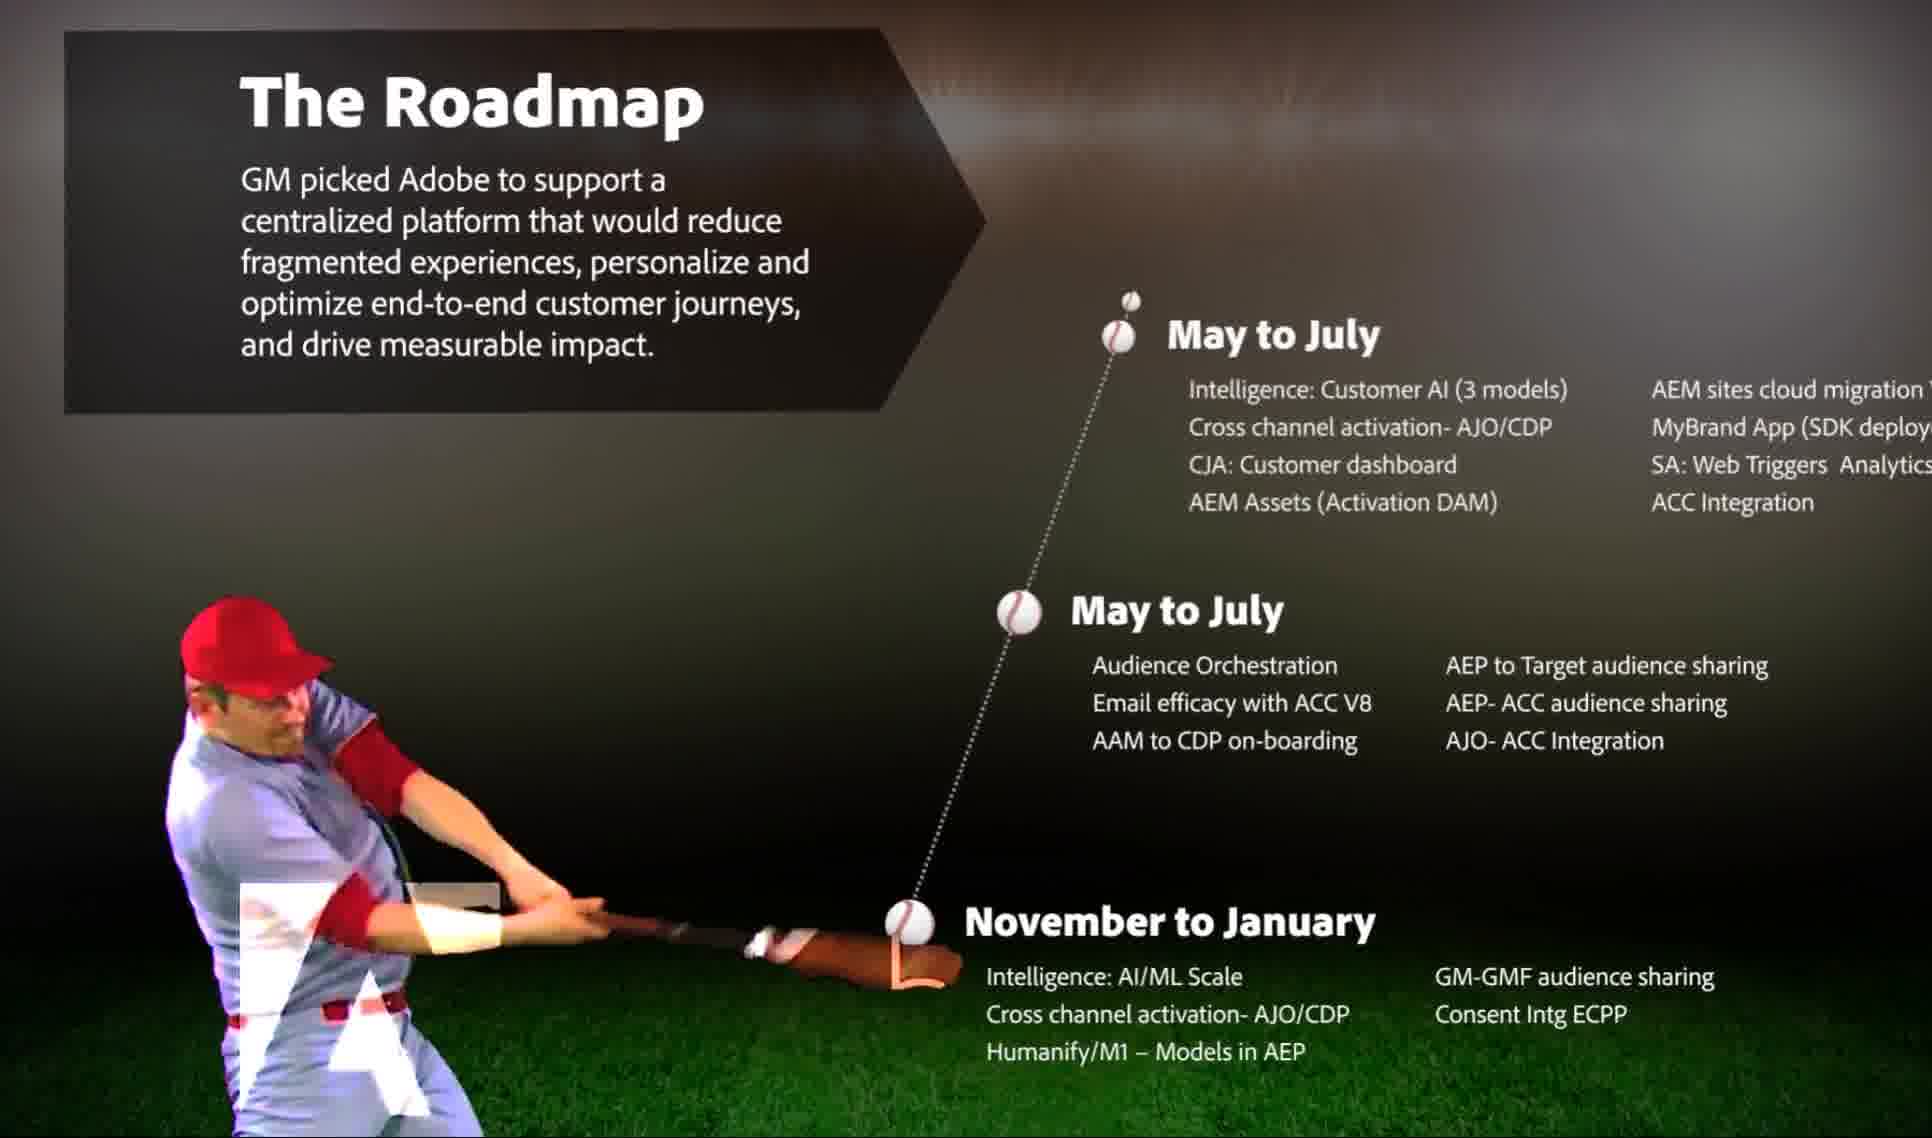 The Roadmap
GM picked Adobe to support a
centralized platform that would reduce
fragmented experiences, personalize and
optimize end-to-end customer journeys,
and drive measurable impact.
May to July
Intelligence: Customer AI (3 models)
Cross channel activation- AJO/CDP
CJA: Customer dashboard
AEM Assets (Activation DAM)
AEM sites cloud migration
MyBrand App (SDK
SA: Web Triggers Analytics
ACC Integration
May to July
Audience Orchestration
Email efficacy with ACC V8
AAM to CDP on-boarding
AEP to Target audience sharing
AEP- ACC audience sharing
AJO- ACC Integration
November to January
Intelligence: AI/ML Scale
Cross channel activation- AJO/CDP
Humanify/M1 – Models in AEP
GM-GMF audience sharing
Consent Intg ECPP